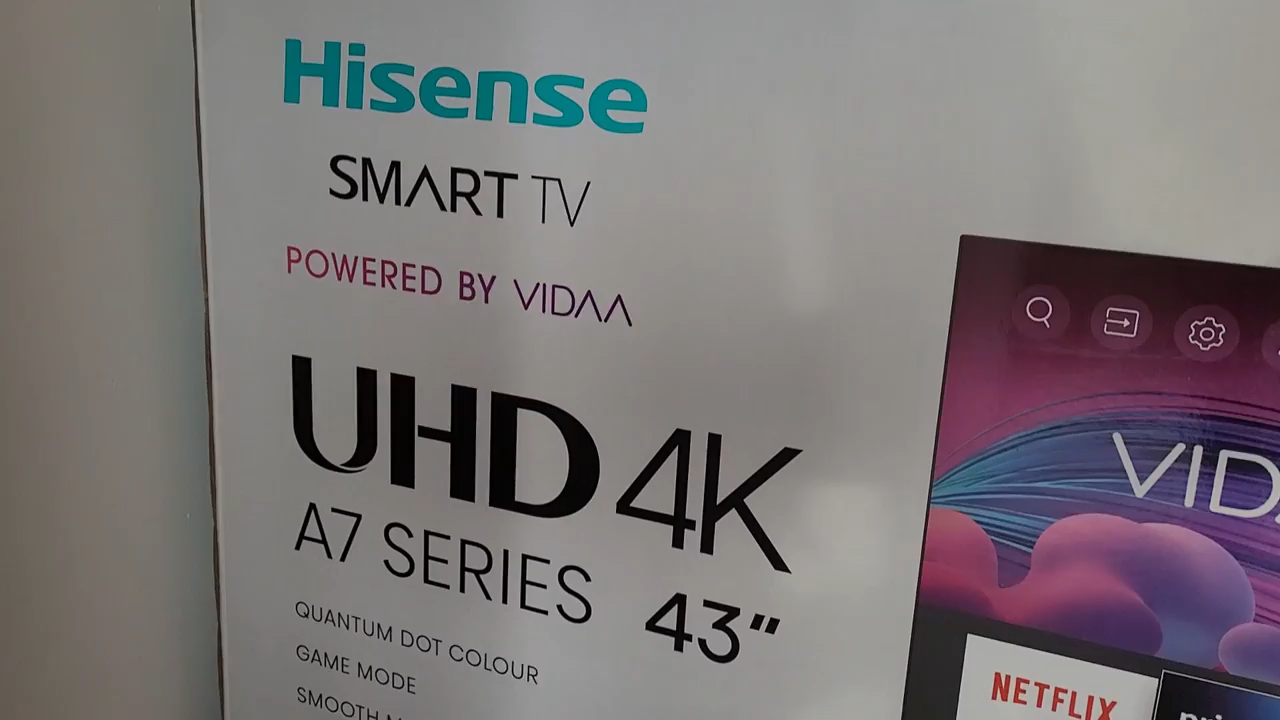 Hisense
SMART TV
POWERED BY VIDAA
UHD 4K
A7 SERIES 43"
QUANTUM DOT COLOUR
GAME MODE
SMOOTH
VID
NETFLIX